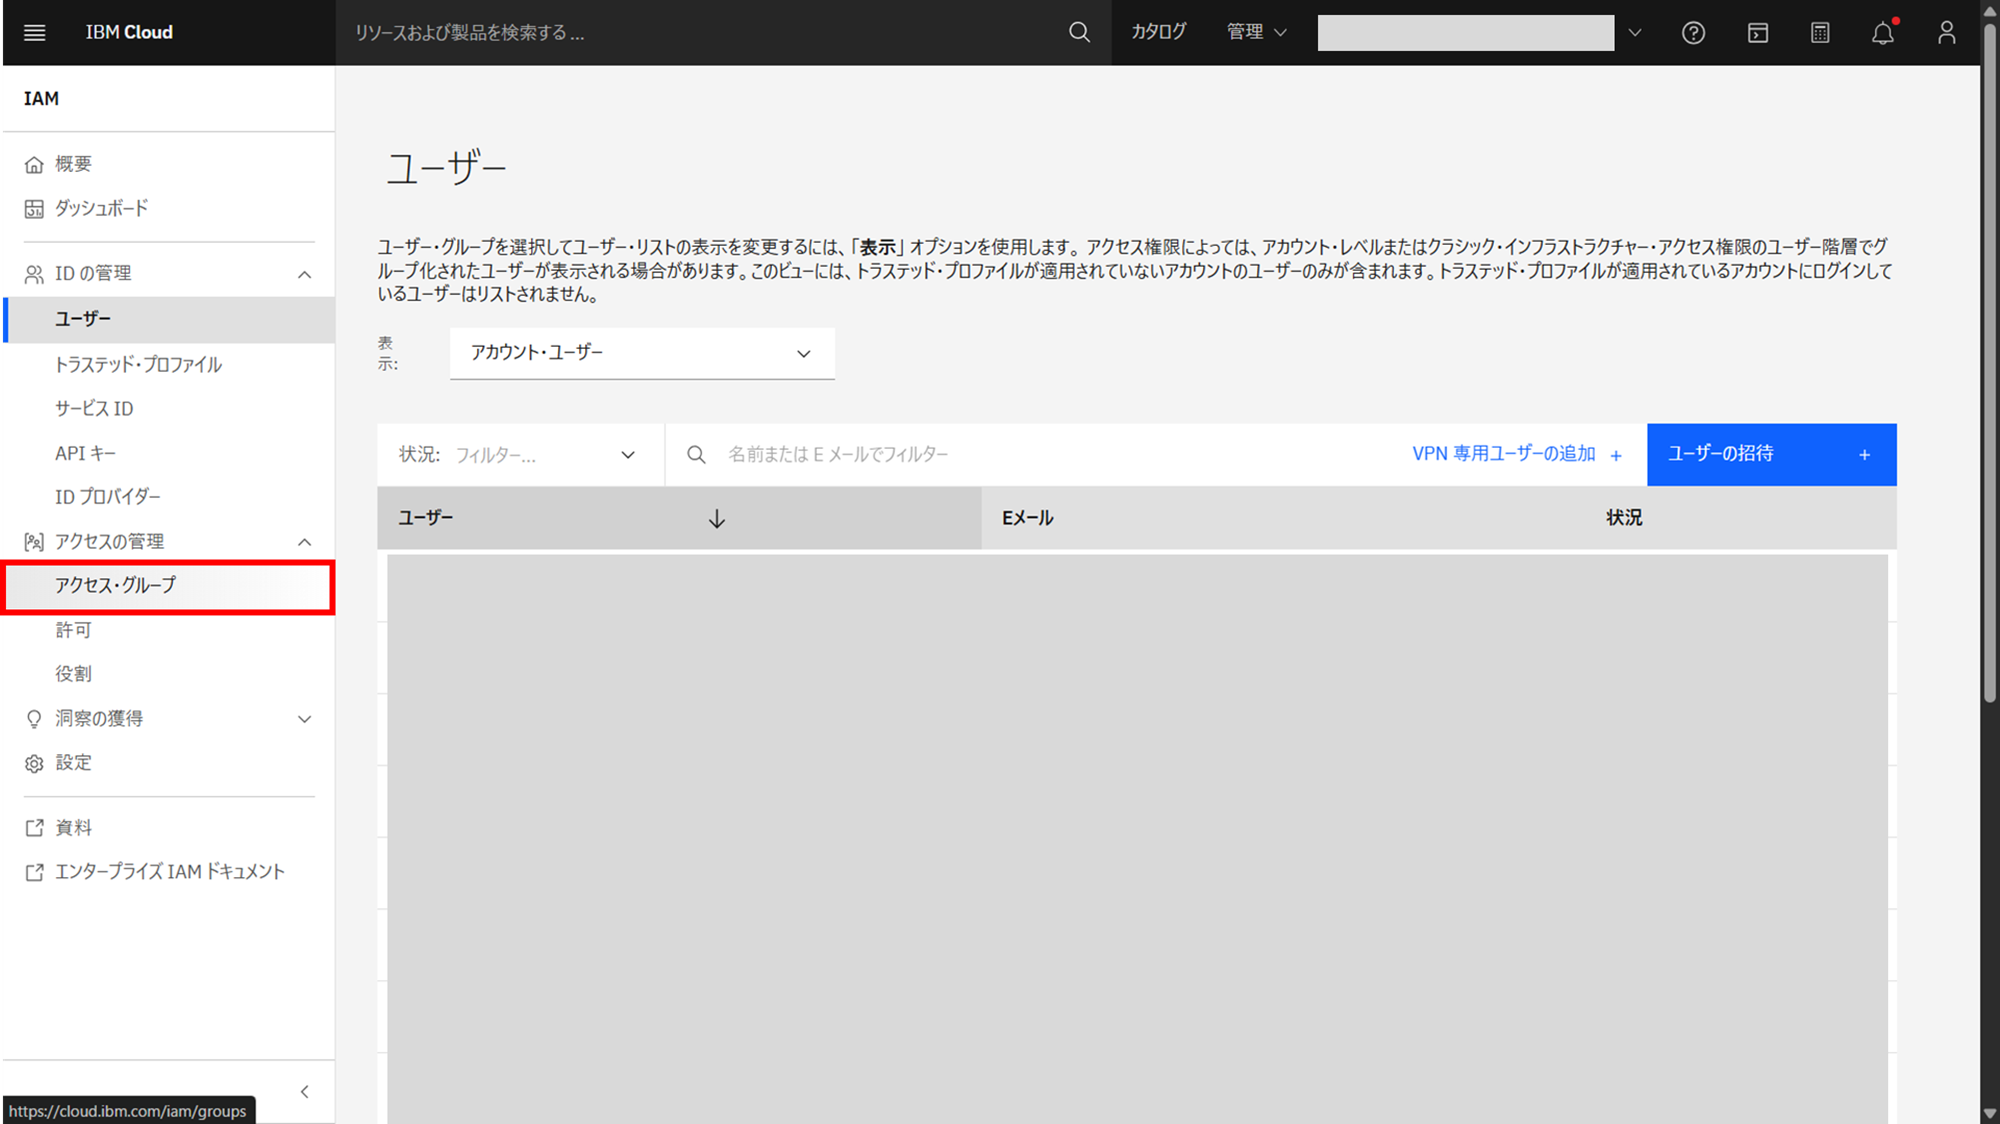 IBM Cloud
リソースおよび製品を検索する ...
カタログ
管理
IAM
概要
ダッシュボード
ID の管理
ユーザー
トラステッド・プロファイル
サービス ID
API キー
ID プロバイダー
アクセスの管理
アクセス・グループ
許可
役割
洞察の獲得
設定
資料
エンタープライズ IAM ドキュメント
https://cloud.ibm.com/iam/groups
ユーザー
ユーザー・グループを選択してユーザー・リストの表示を変更するには、「表示」オプションを使用します。 アクセス権限によっては、アカウント・レベルまたはクラシック・インフラストラクチャー・アクセス権限のユーザー階層でグ
ループ化されたユーザーが表示される場合があります。このビューには、トラステッド・プロファイルが適用されていないアカウントのユーザーのみが含まれます。トラステッド・プロファイルが適用されているアカウントにログインして
いるユーザーはリストされません。
表
示:
アカウント・ユーザー
状況: フィルター...
名前または E メールでフィルター
VPN 専用ユーザーの追加 +
ユーザーの招待 +
ユーザー
Eメール
状況